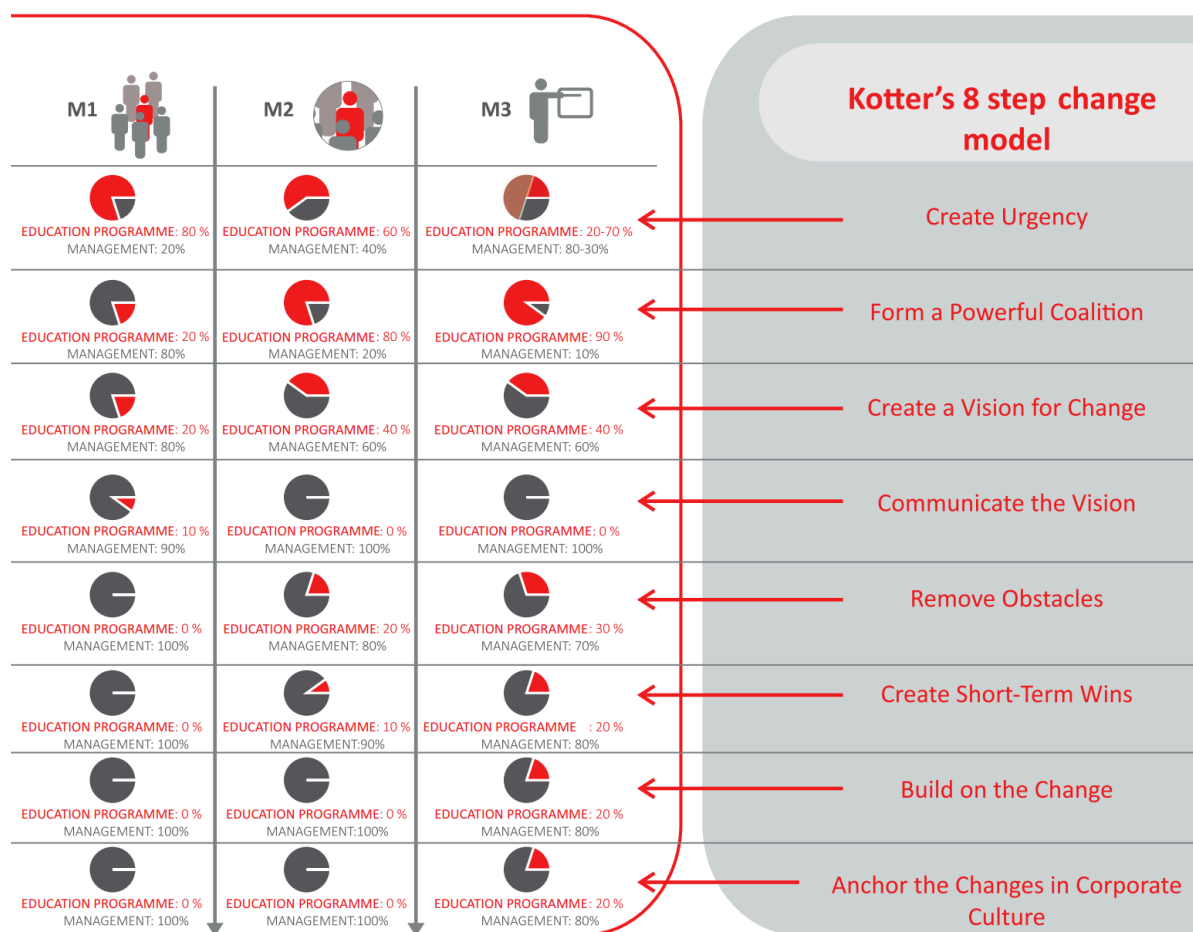 M1
M2
M3
Kotter's 8 step change
model
EDUCATION PROGRAMME: 80 %
MANAGEMENT: 20%
EDUCATION PROGRAMME: 60 %
MANAGEMENT: 40%
EDUCATION PROGRAMME: 20-70 %
MANAGEMENT: 80-30%
Create Urgency
EDUCATION PROGRAMME: 20 %
MANAGEMENT: 80%
EDUCATION PROGRAMME: 80 %
MANAGEMENT: 20%
EDUCATION PROGRAMME: 90 %
MANAGEMENT: 10%
Form a Powerful Coalition
EDUCATION PROGRAMME: 20 %
MANAGEMENT: 80%
EDUCATION PROGRAMME: 40 %
MANAGEMENT: 60%
EDUCATION PROGRAMME: 40 %
MANAGEMENT: 60%
Create a Vision for Change
EDUCATION PROGRAMME: 10 %
MANAGEMENT: 90%
EDUCATION PROGRAMME: 0 %
MANAGEMENT: 100%
EDUCATION PROGRAMME: 0 %
MANAGEMENT: 100%
Communicate the Vision
EDUCATION PROGRAMME: 0 %
MANAGEMENT: 100%
EDUCATION PROGRAMME: 20 %
MANAGEMENT: 80%
EDUCATION PROGRAMME: 30 %
MANAGEMENT: 70%
Remove Obstacles
EDUCATION PROGRAMME: 0 %
MANAGEMENT: 100%
EDUCATION PROGRAMME: 10 %
MANAGEMENT:90%
EDUCATION PROGRAMME : 20 %
MANAGEMENT: 80%
Create Short-Term Wins
EDUCATION PROGRAMME: 0 %
MANAGEMENT: 100%
EDUCATION PROGRAMME: 0 %
MANAGEMENT:100%
EDUCATION PROGRAMME: 20 %
MANAGEMENT: 80%
Build on the Change
EDUCATION PROGRAMME: 0 %
MANAGEMENT: 100%
EDUCATION PROGRAMME: 0 %
MANAGEMENT:100%
EDUCATION PROGRAMME: 20 %
MANAGEMENT: 80%
Anchor the Changes in Corporate
Culture